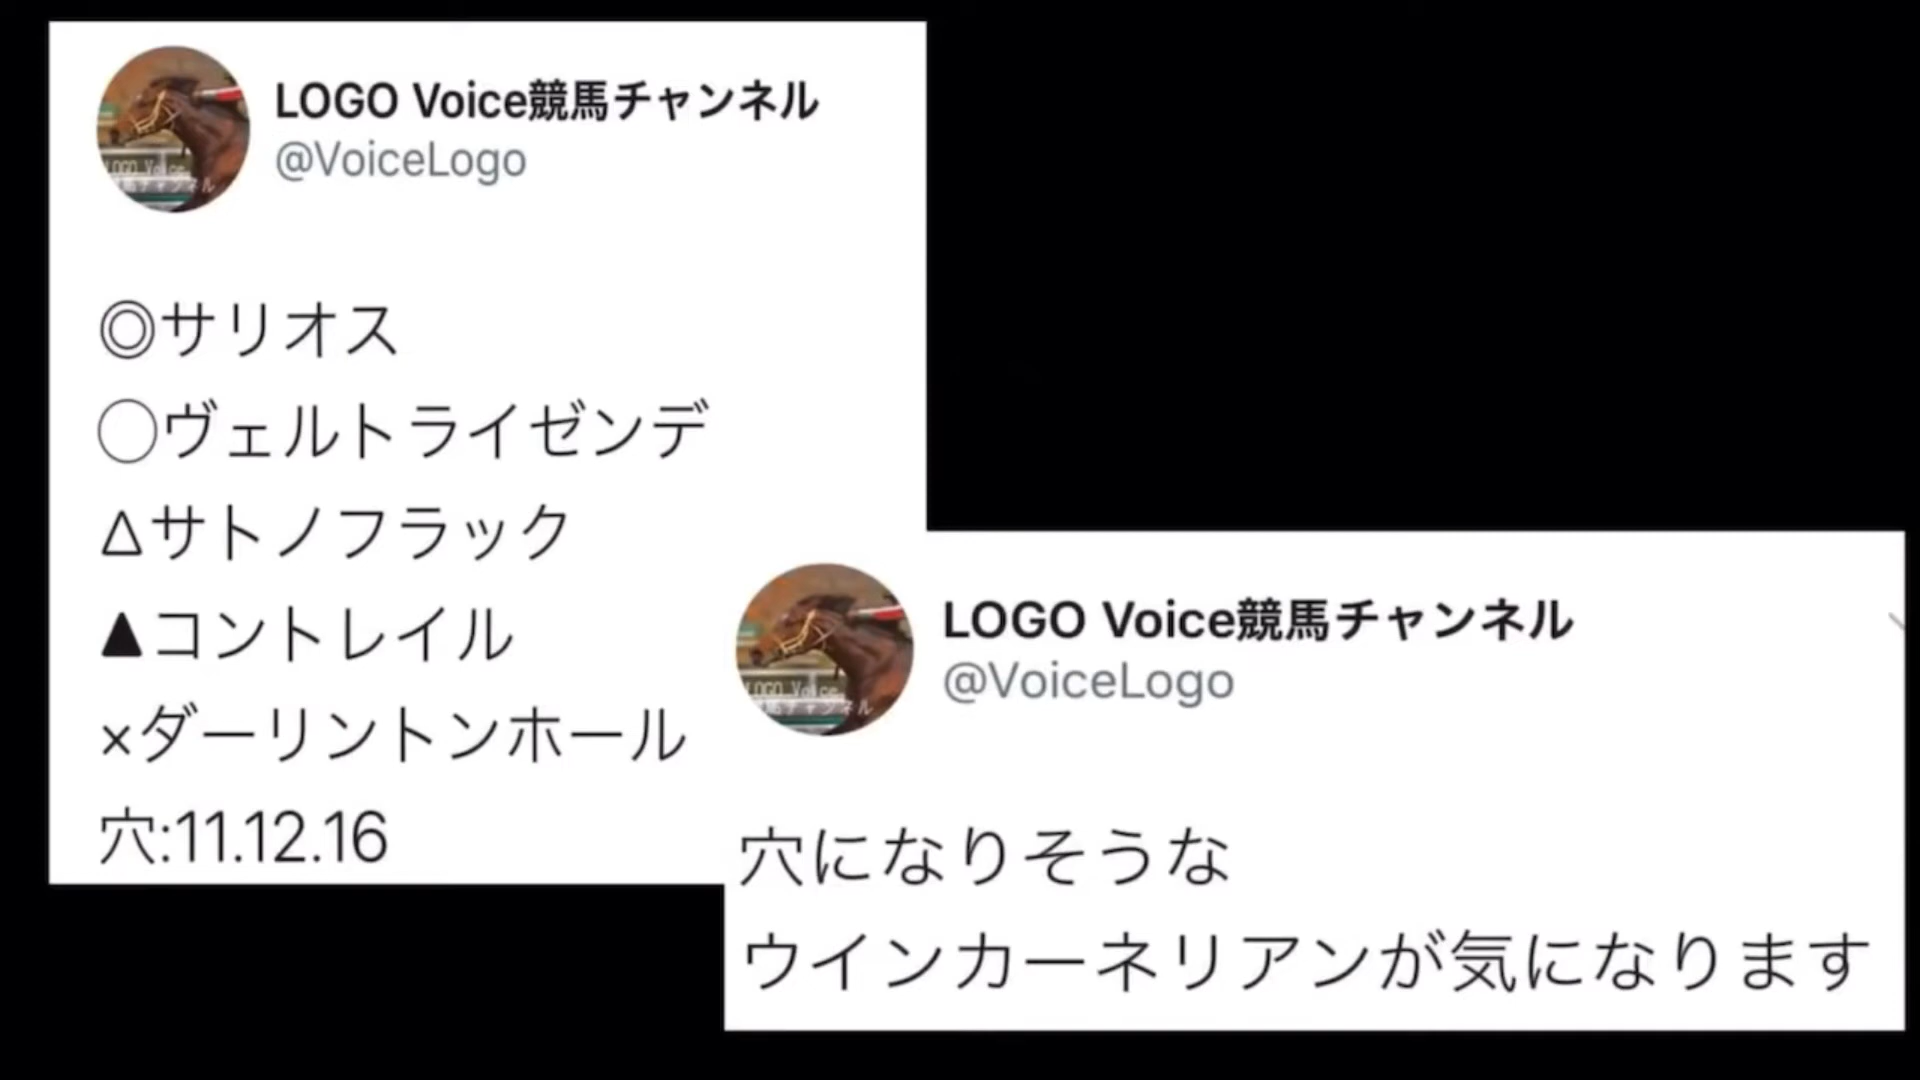 LOGO Voice競馬チャンネル
@VoiceLogo
◎サリオス
◯ヴェルトライゼンデ
△サトノフラック
▲コントレイル
×ダーリントンホール
穴:11.12.16
LOGO Voice競馬チャンネル
@VoiceLogo
穴になりそうな
ウインカーネリアンが気になります